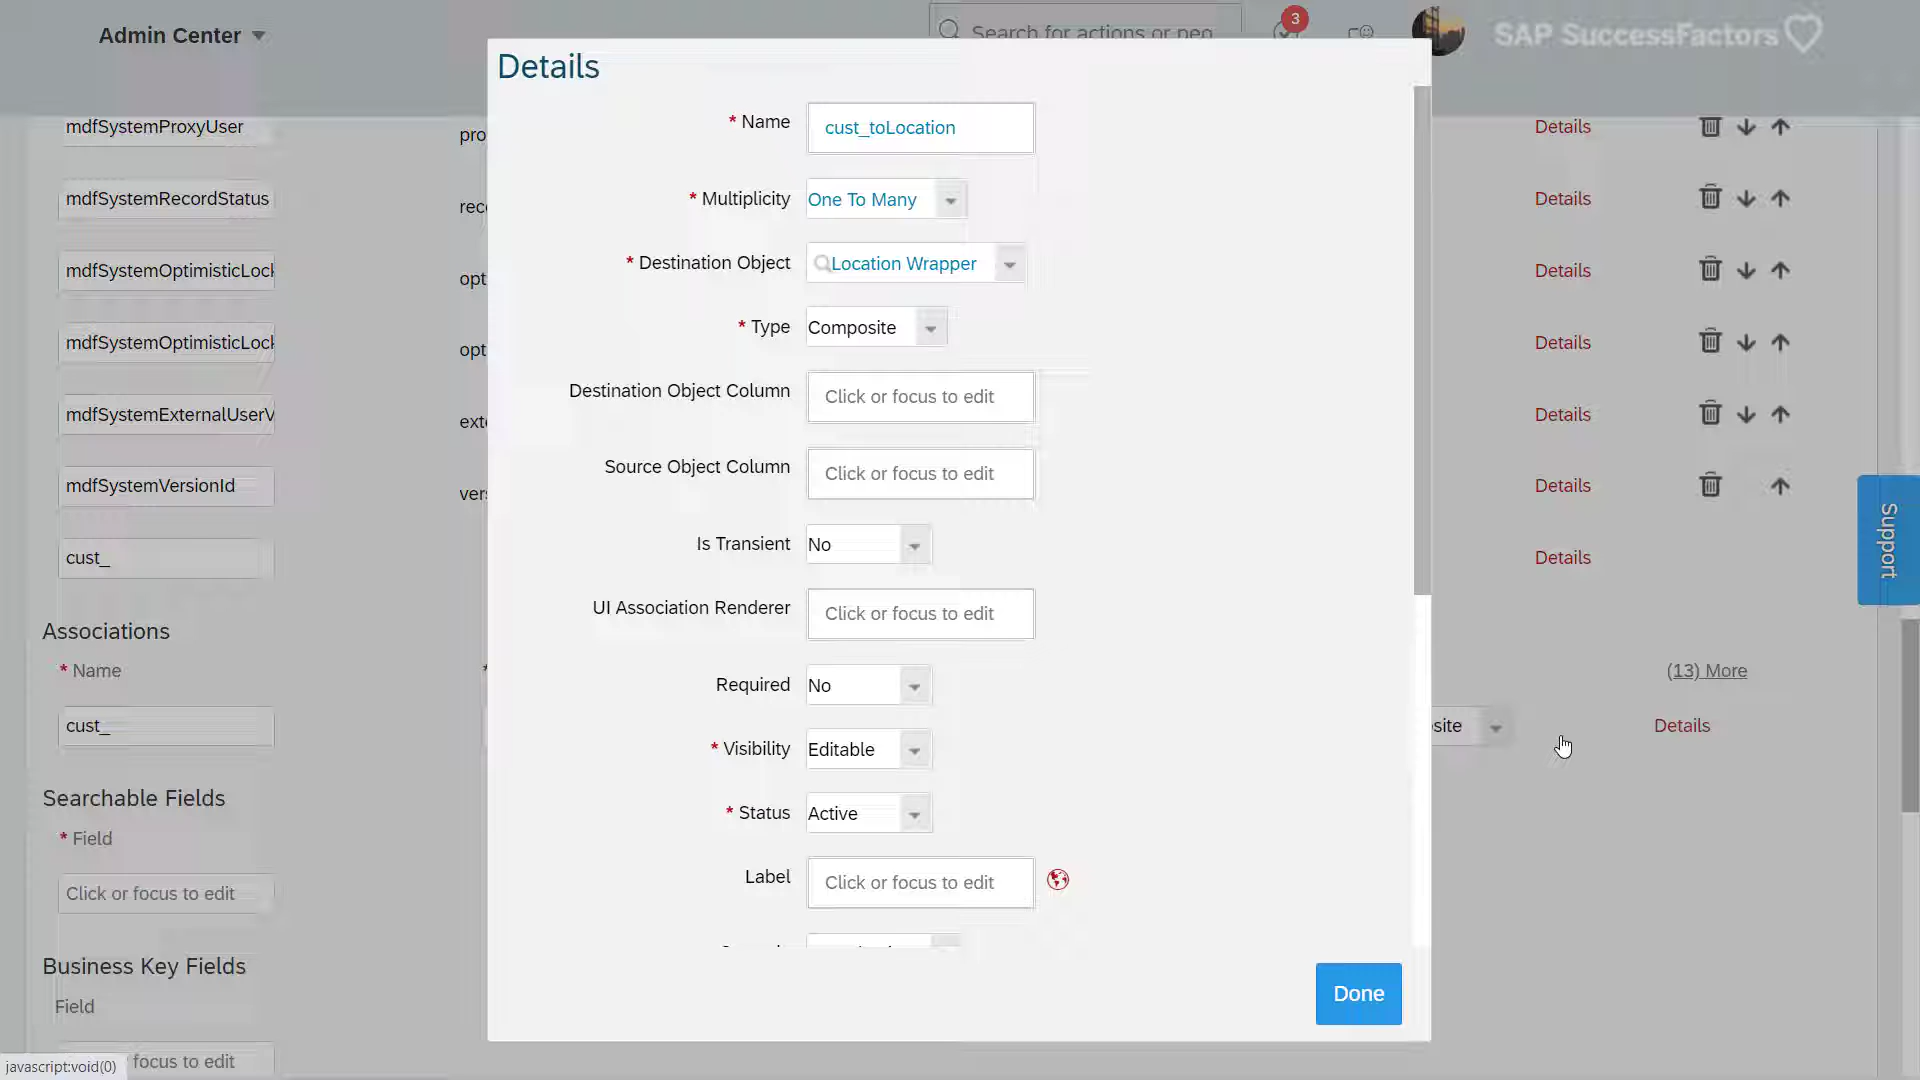 Admin Center
Search for actions or peo
3
SAP SuccessFactors
Details
mdfSystemProxyUser
pro
Details
mdfSystemRecordStatus
reco
Details
mdfSystemOptimisticLock
opt
Details
mdfSystemOptimisticLock
opt
Details
mdfSystemExternalUserV
exte
Details
mdfSystemVersionId
vers
Details
cust_
Details
* Name
cust_toLocation
* Multiplicity
One To Many
* Destination Object
Location Wrapper
* Type
Composite
Destination Object Column
Click or focus to edit
Source Object Column
Click or focus to edit
Is Transient
No
UI Association Renderer
Click or focus to edit
Required
No
* Visibility
Editable
* Status
Active
Label
Click or focus to edit
Done
Support
Associations
* Name
*
(13) More
cust_
site
Details
Searchable Fields
* Field
Click or focus to edit
Business Key Fields
Field
focus to edit
javascript:void(0)